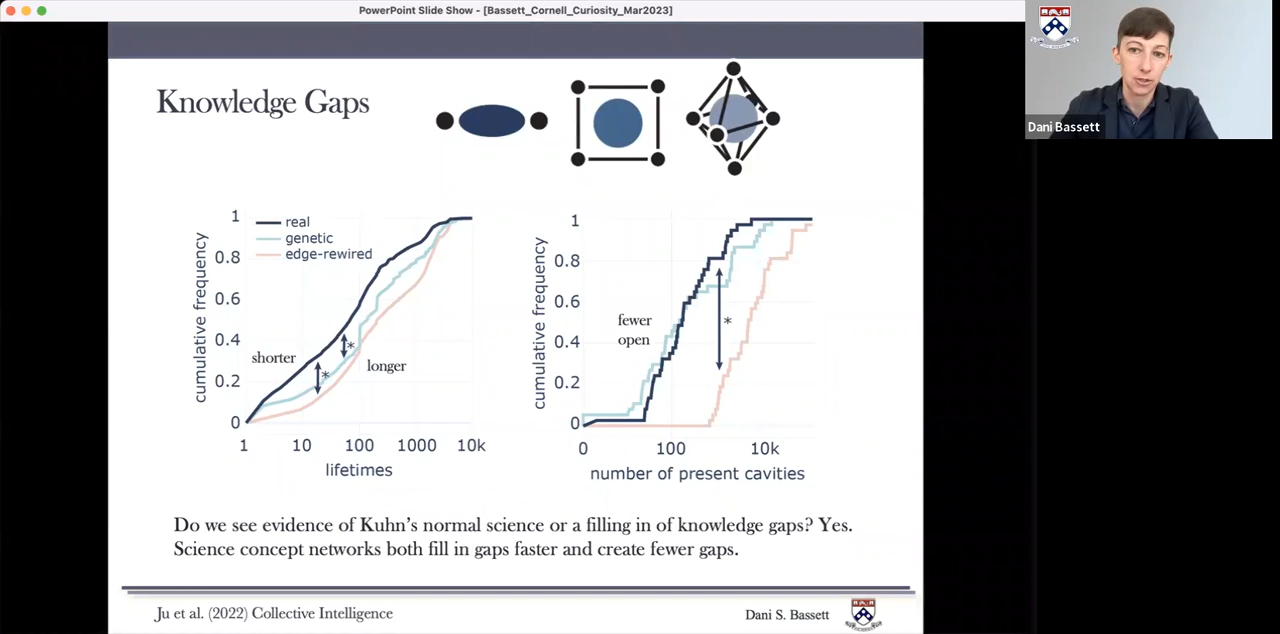 PowerPoint Slide Show - [Bassett_Cornell_Curiosity_Mar2023]
Dani Bassett
Knowledge Gaps
cumulative frequency
1
0.8
0.6
0.4
0.2
0
real
genetic
edge-rewired
shorter
*
*
longer
1
10
100
1000
10k
lifetimes
cumulative frequency
1
0.8
0.6
0.4
0.2
0
fewer
open
*
0
100
10k
number of present cavities
Do we see evidence of Kuhn's normal science or a filling in of knowledge gaps? Yes.
Science concept networks both fill in gaps faster and create fewer gaps.
Ju et al. (2022) Collective Intelligence
Dani S. Bassett